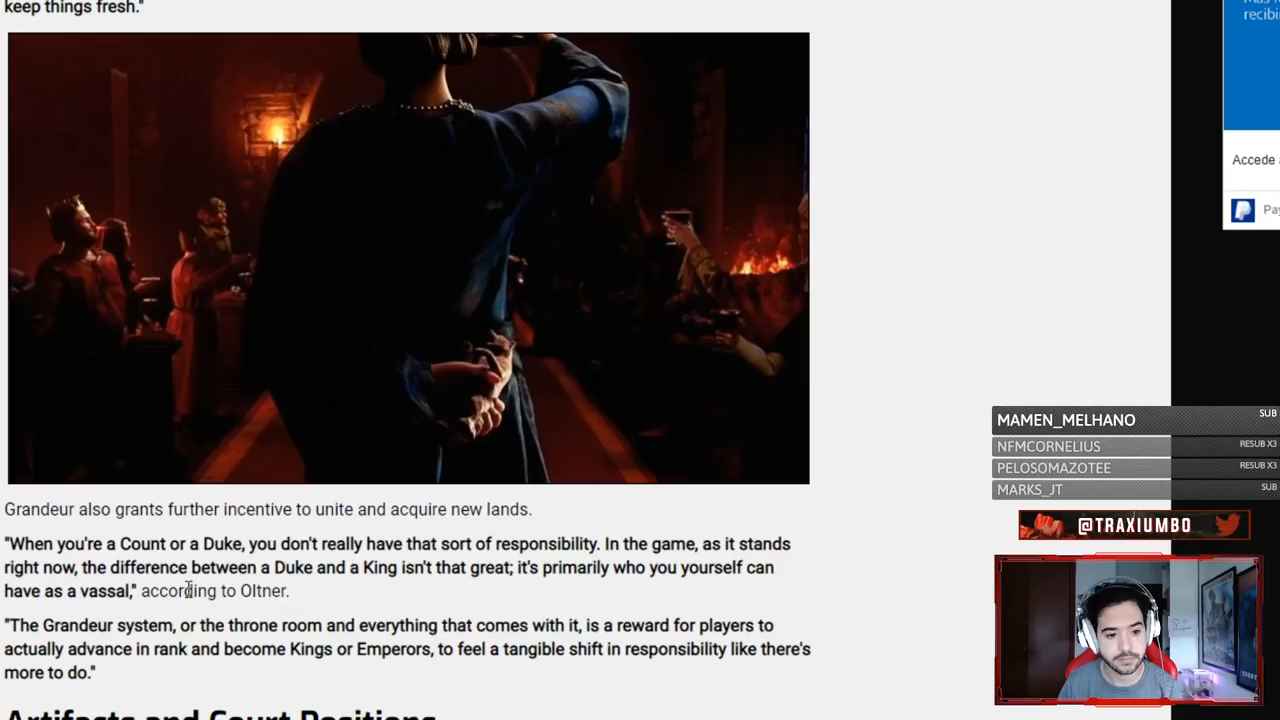 keep things fresh."
Más
recibi
Accede a
Pay
Grandeur also grants further incentive to unite and acquire new lands.
"When you're a Count or a Duke, you don't really have that sort of responsibility. In the game, as it stands
right now, the difference between a Duke and a King isn't that great; it's primarily who you yourself can
have as a vassal," according to Oltner.
"The Grandeur system, or the throne room and everything that comes with it, is a reward for players to
actually advance in rank and become Kings or Emperors, to feel a tangible shift in responsibility like there's
more to do."
Artifacts and Court Positions
MAMEN_MELHANO SUB
NFMCORNELIUS RESUB X3
PELOSOMAZOTEE RESUB X3
MARKS_JT SUB
@TRAXIUMBO